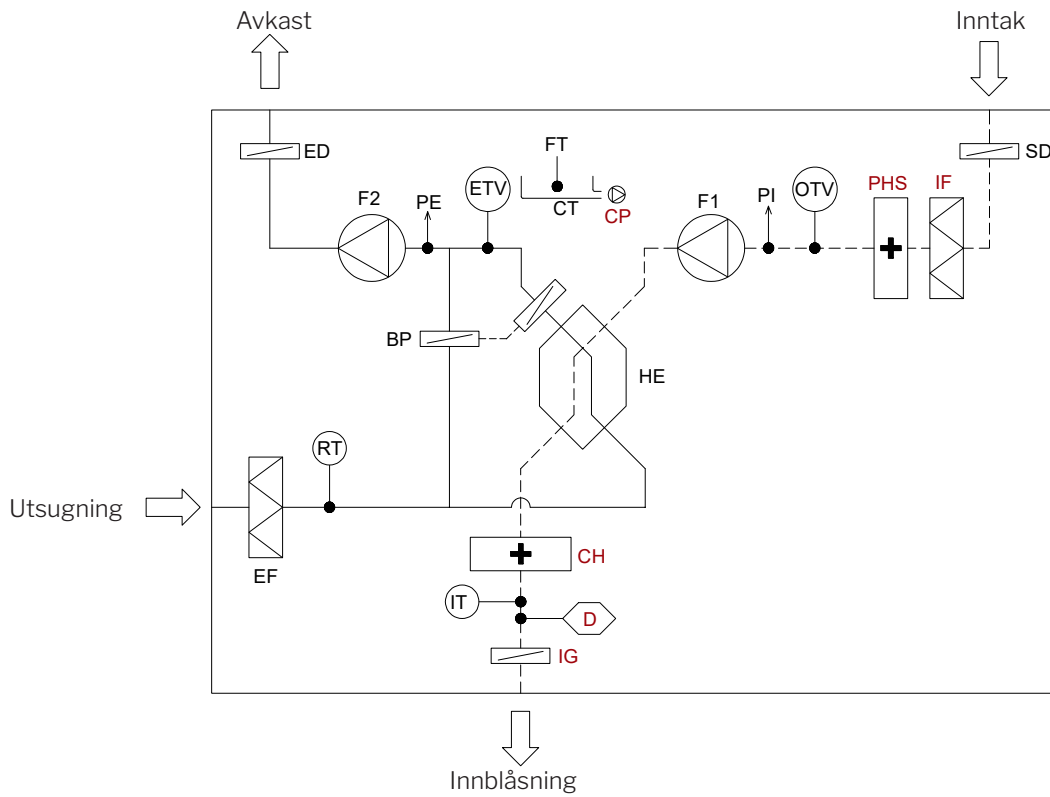 Avkast
Inntak
ED
FT
SD
F2
PE
ETV
CT
CP
F1
PI
OTV
PHS
IF
BP
HE
RT
Utsugning
EF
CH
IT
D
IG
Innblåsning